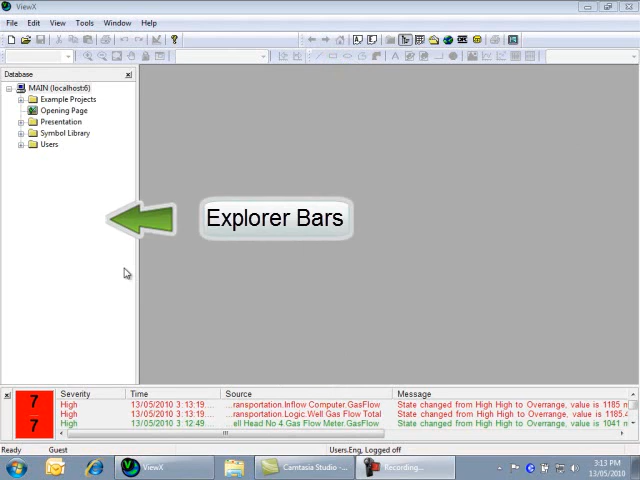 ViewX
File Edit View Tools Window Help
Database
MAIN (localhost:6)
Example Projects
Opening Page
Presentation
Symbol Library
Users
Explorer Bars
7
7
Severity Time Source Message
High 13/05/2010 3:13:19.... ...ransportation.Inflow Computer.GasFlow State changed from High High to Overrange, value is 1185 n
High 13/05/2010 3:13:19.... ...ransportation.Logic.Well Gas Flow Total State changed from High High to Overrange, value is 1185.4
High 13/05/2010 3:12:49.... ...ell Head No 4.Gas Flow Meter.GasFlow State changed from High to Overrange, value is 1041 n
Ready Guest Users.Eng, Logged off
ViewX Camtasia Studio -... Recording... 3:13 PM
13/05/2010